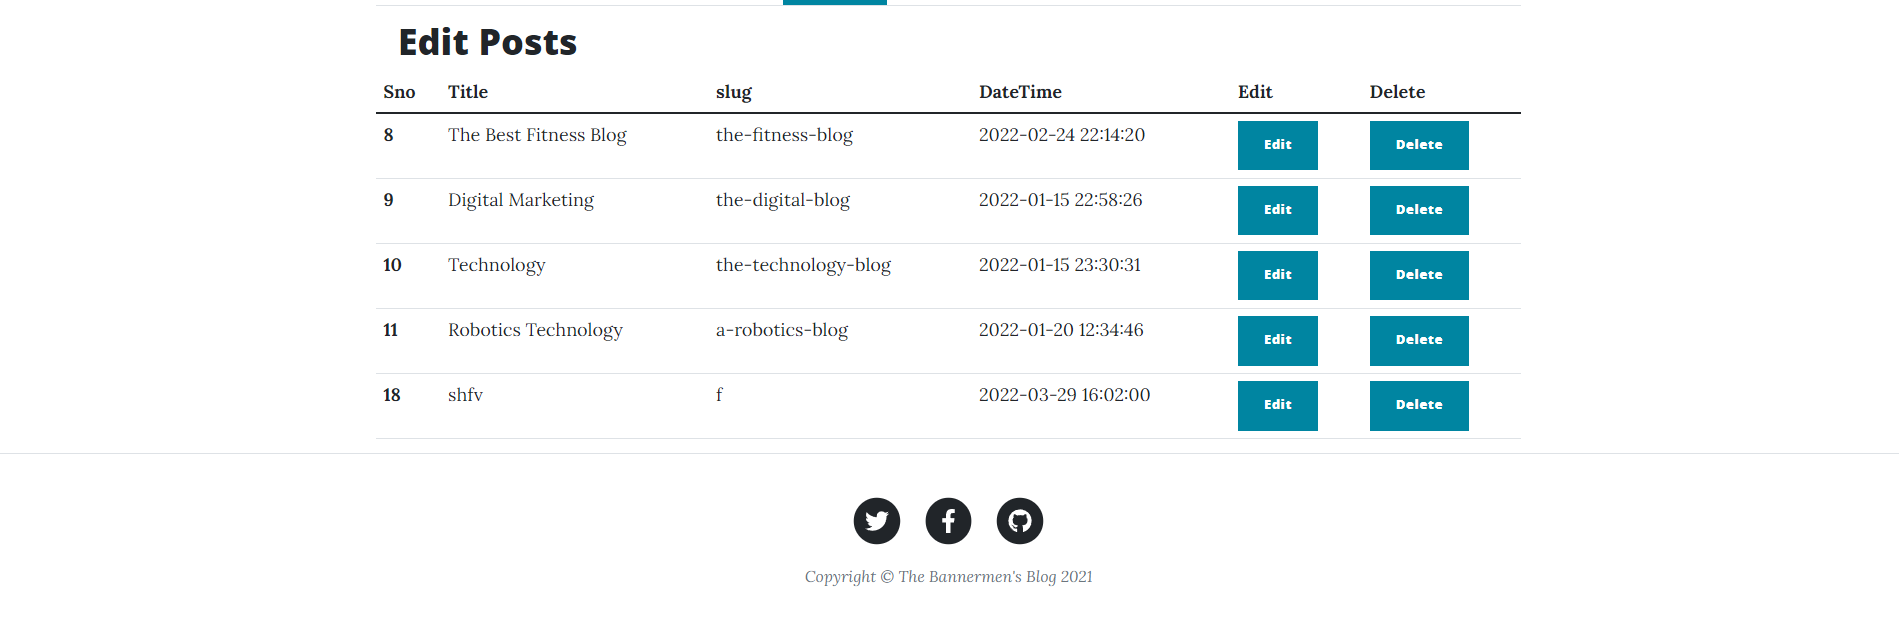 Edit Posts
Sno Title slug DateTime Edit Delete
8 The Best Fitness Blog the-fitness-blog 2022-02-24 22:14:20 Edit Delete
9 Digital Marketing the-digital-blog 2022-01-15 22:58:26 Edit Delete
10 Technology the-technology-blog 2022-01-15 23:30:31 Edit Delete
11 Robotics Technology a-robotics-blog 2022-01-20 12:34:46 Edit Delete
18 shfv f 2022-03-29 16:02:00 Edit Delete
Copyright © The Bannermen's Blog 2021